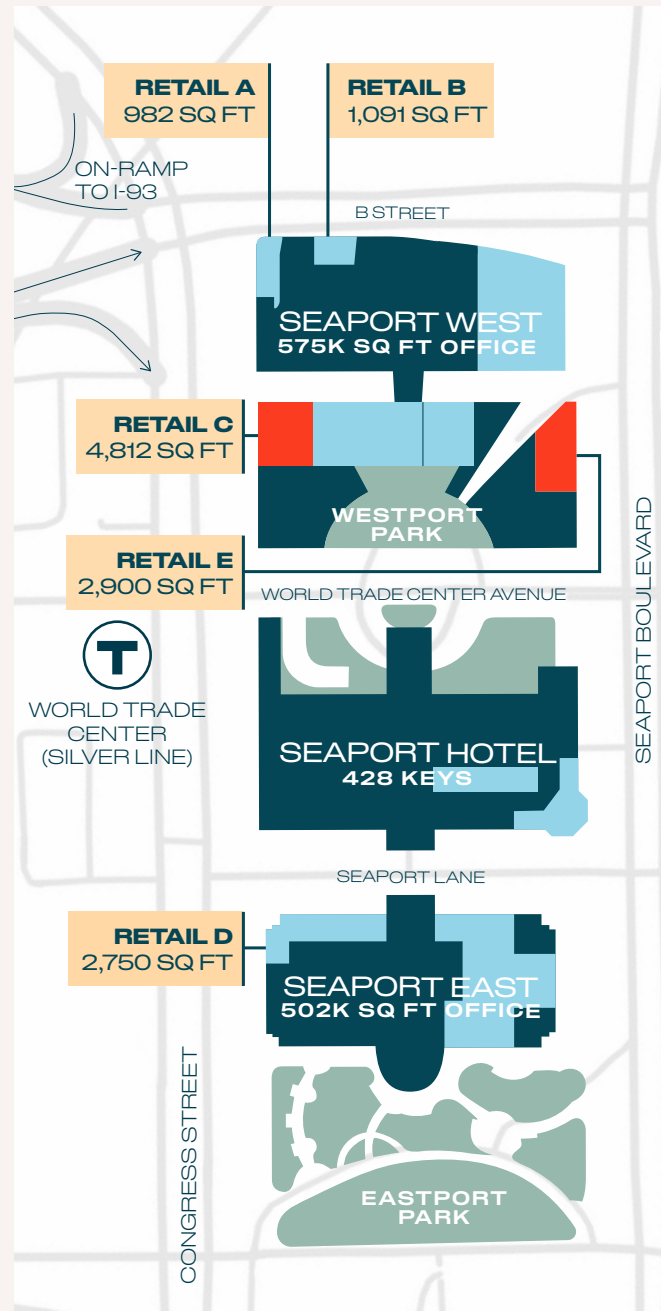 RETAIL A
982 SQ FT
RETAIL B
1,091 SQ FT
ON-RAMP
TO I-93
B STREET
SEAPORT WEST
575K SQ FT OFFICE
RETAIL C
4,812 SQ FT
WESTPORT
PARK
RETAIL E
2,900 SQ FT
WORLD TRADE CENTER AVENUE
SEAPORT BOULEVARD
T
WORLD TRADE
CENTER
(SILVER LINE)
SEAPORT HOTEL
428 KEYS
SEAPORT LANE
RETAIL D
2,750 SQ FT
SEAPORT EAST
502K SQ FT OFFICE
CONGRESS STREET
EASTPORT
PARK